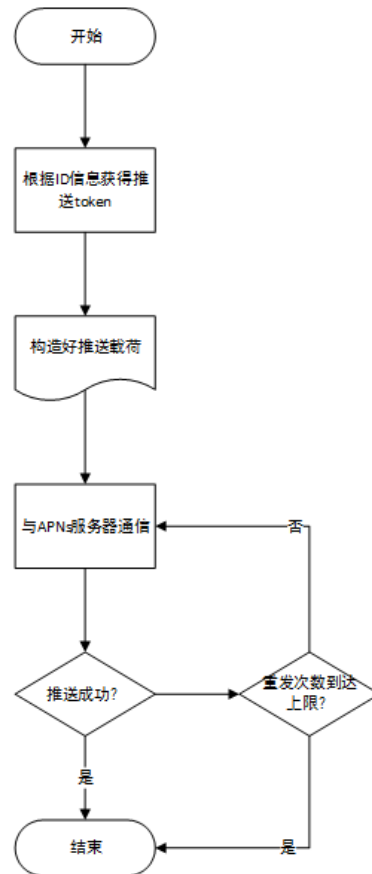 开始
根据ID信息获得推
送token
构造好推送载荷
与APNs服务器通信
否
推送成功?
重发次数到达
上限?
是
结束
是